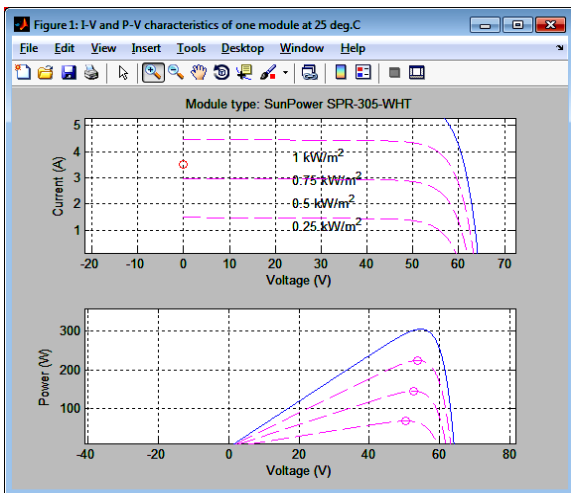 Figure 1: I-V and P-V characteristics of one module at 25 deg.C
File Edit View Insert Tools Desktop Window Help
Module type: SunPower SPR-305-WHT
5
4
3
2
1
Current (A)
1 kW/m²
0.75 kW/m²
0.5 kW/m²
0.25 kW/m²
-20 -10 0 10 20 30 40 50 60 70
Voltage (V)
300
200
100
Power (W)
-40 -20 0 20 40 60 80
Voltage (V)